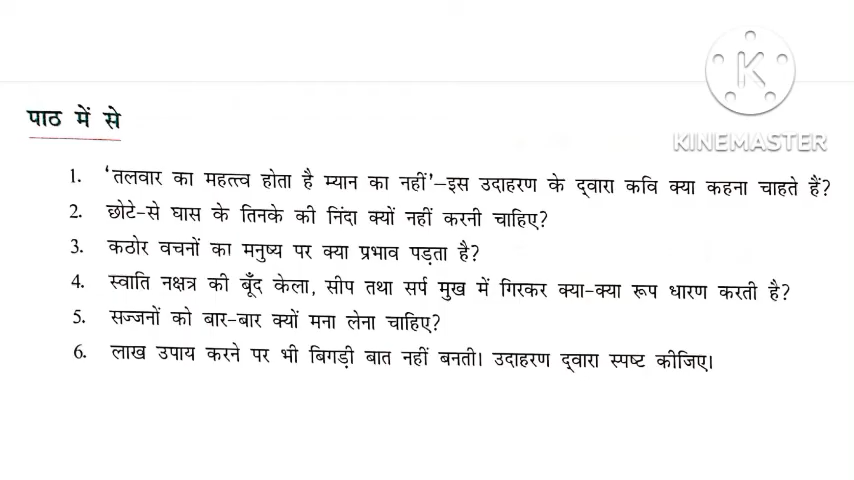 KINEMASTER
पाठ में से
1. 'तलवार का महत्त्व होता है म्यान का नहीं'–इस उदाहरण के द्वारा कवि क्या कहना चाहते हैं?
2. छोटे-से घास के तिनके की निंदा क्यों नहीं करनी चाहिए?
3. कठोर वचनों का मनुष्य पर क्या प्रभाव पड़ता है?
4. स्वाति नक्षत्र की बूँद केला, सीप तथा सर्प मुख में गिरकर क्या-क्या रूप धारण करती है?
5. सज्जनों को बार-बार क्यों मना लेना चाहिए?
6. लाख उपाय करने पर भी बिगड़ी बात नहीं बनती। उदाहरण द्वारा स्पष्ट कीजिए।